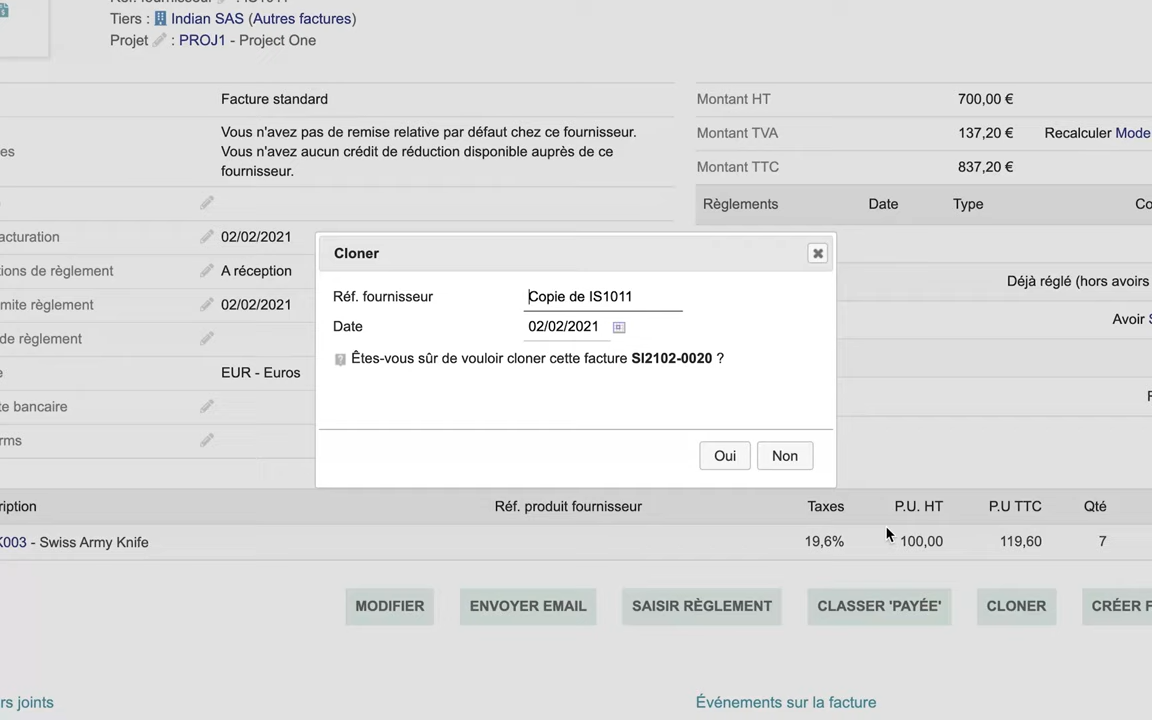 Tiers : Indian SAS (Autres factures)
Projet : PROJ1 - Project One
Facture standard
Montant HT 700,00 €
Vous n'avez pas de remise relative par défaut chez ce fournisseur.
Montant TVA 137,20 € Recalculer Mode
Vous n'avez aucun crédit de réduction disponible auprès de ce
fournisseur.
es
Montant TTC 837,20 €
Règlements Date Type Co
acturation 02/02/2021
ions de règlement A réception
mite règlement 02/02/2021
de règlement
e EUR - Euros
te bancaire
rms
Déjà réglé (hors avoirs
Avoir S
Cloner
Réf. fournisseur Copie de IS1011
Date 02/02/2021
Êtes-vous sûr de vouloir cloner cette facture SI2102-0020 ?
Oui Non
ription Réf. produit fournisseur Taxes P.U. HT P.U TTC Qté
K003 - Swiss Army Knife 19,6% 100,00 119,60 7
MODIFIER ENVOYER EMAIL SAISIR RÈGLEMENT CLASSER 'PAYÉE' CLONER CRÉER F
rs joints Événements sur la facture